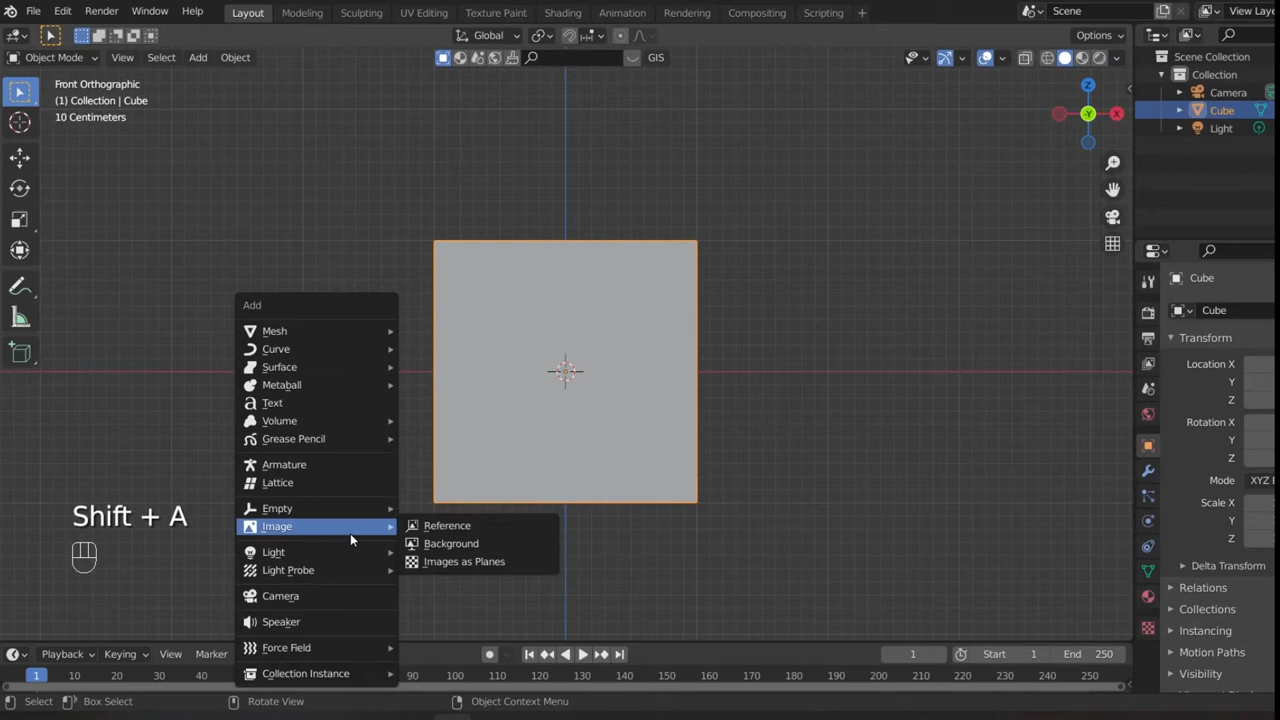 File Edit Render Window Help Layout Modeling Sculpting UV Editing Texture Paint Shading Animation Rendering Compositing Scripting + Scene View Laye
Global Options
Object Mode View Select Add Object GIS Scene Collection
Collection
Front Orthographic
(1) Collection | Cube
10 Centimeters
Camera
Cube
Light
Z
-Y
X
Cube
Cube
Transform
Location X
Y
Z
Rotation X
Y
Z
Mode XYZ E
Scale X
Y
Z
Delta Transform
Relations
Collections
Instancing
Motion Paths
Visibility
Add
Mesh
Curve
Surface
Metaball
Text
Volume
Grease Pencil
Armature
Lattice
Empty
Image
Light
Light Probe
Camera
Speaker
Force Field
Collection Instance
Reference
Background
Images as Planes
Shift + A
Playback Keying View Marker 1 Start 1 End 250
1 10 20 30 40 90 100 110 120 130 140 150 160 170 180 190 200 210 220 230 240 250
Select Box Select Rotate View Object Context Menu